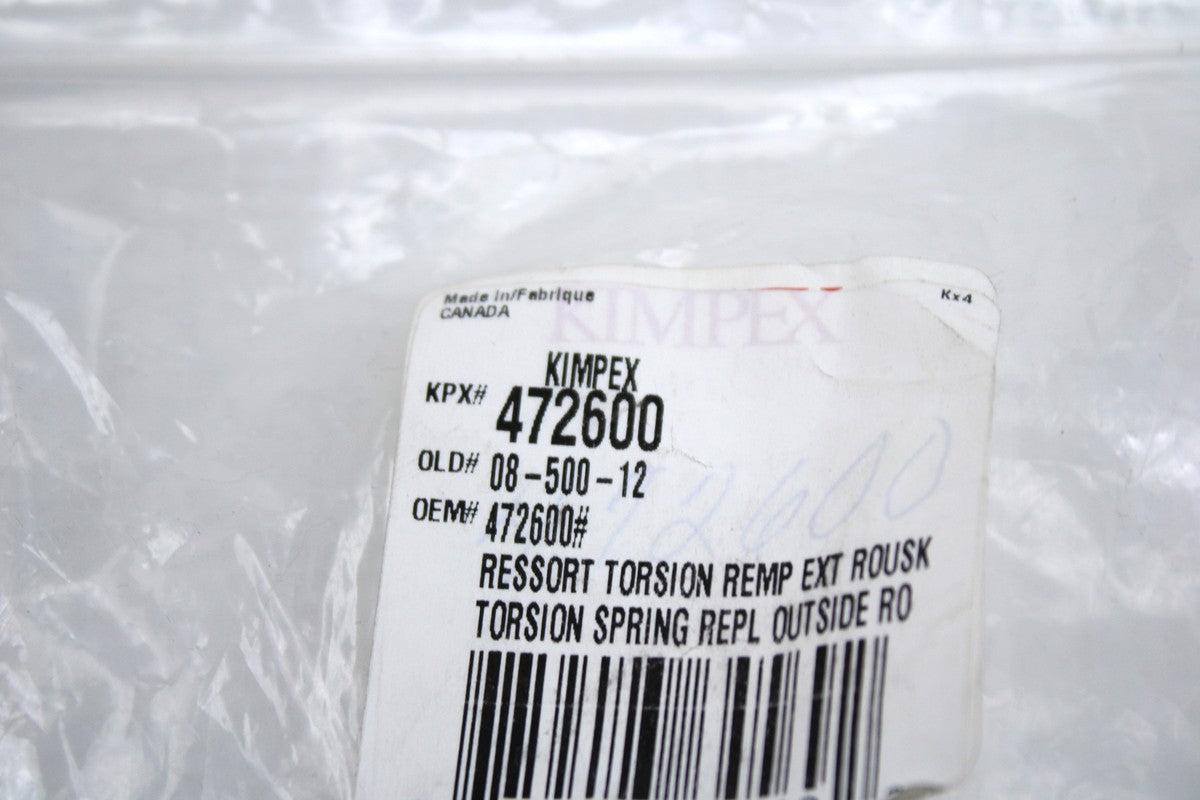 Made in/Fabrique
CANADA
KIMPEX
Kx4
KIMPEX
KPX# 472600
OLD# 08-500-12
OEM# 472600#
472600
RESSORT TORSION REMP EXT ROUSK
TORSION SPRING REPL OUTSIDE RO